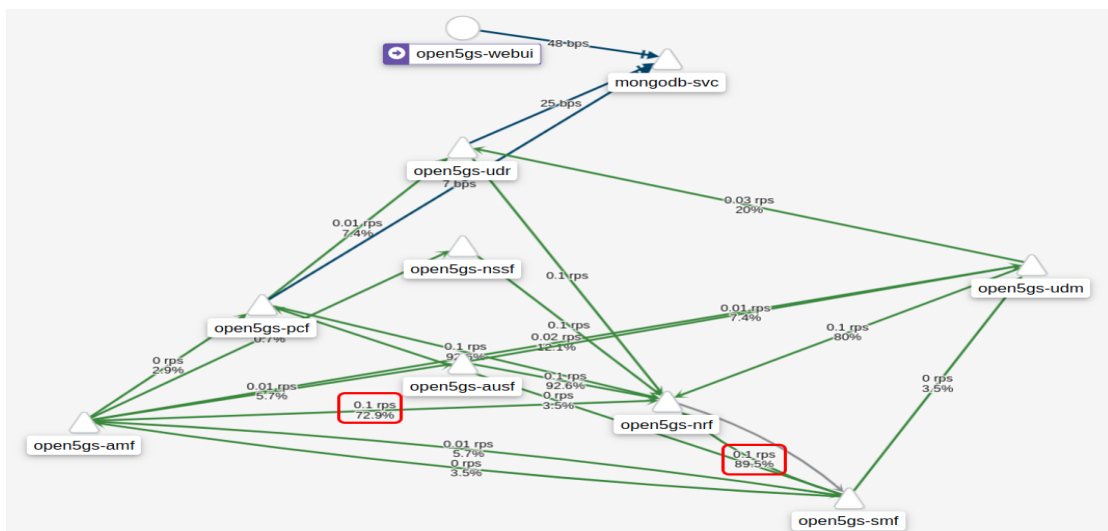 48 bps
open5gs-webui
mongodb-svc
25 bps
open5gs-udr
7 bps
0.03 rps
20%
0.01 rps
7.4%
open5gs-nssf
0.1 rps
open5gs-udm
0.01 rps
7.4%
open5gs-pcf
0.1 rps
0.02 rps
12.1%
0.1 rps
80%
0.7%
0.1 rps
0 rps
2.9%
open5gs-ausf
0.1 rps
92.6%
0 rps
3.5%
0.01 rps
5.7%
0 rps
3.5%
0.1 rps
72.9%
open5gs-nrf
open5gs-amf
0.01 rps
5.7%
0 rps
3.5%
0.1 rps
89.5%
open5gs-smf